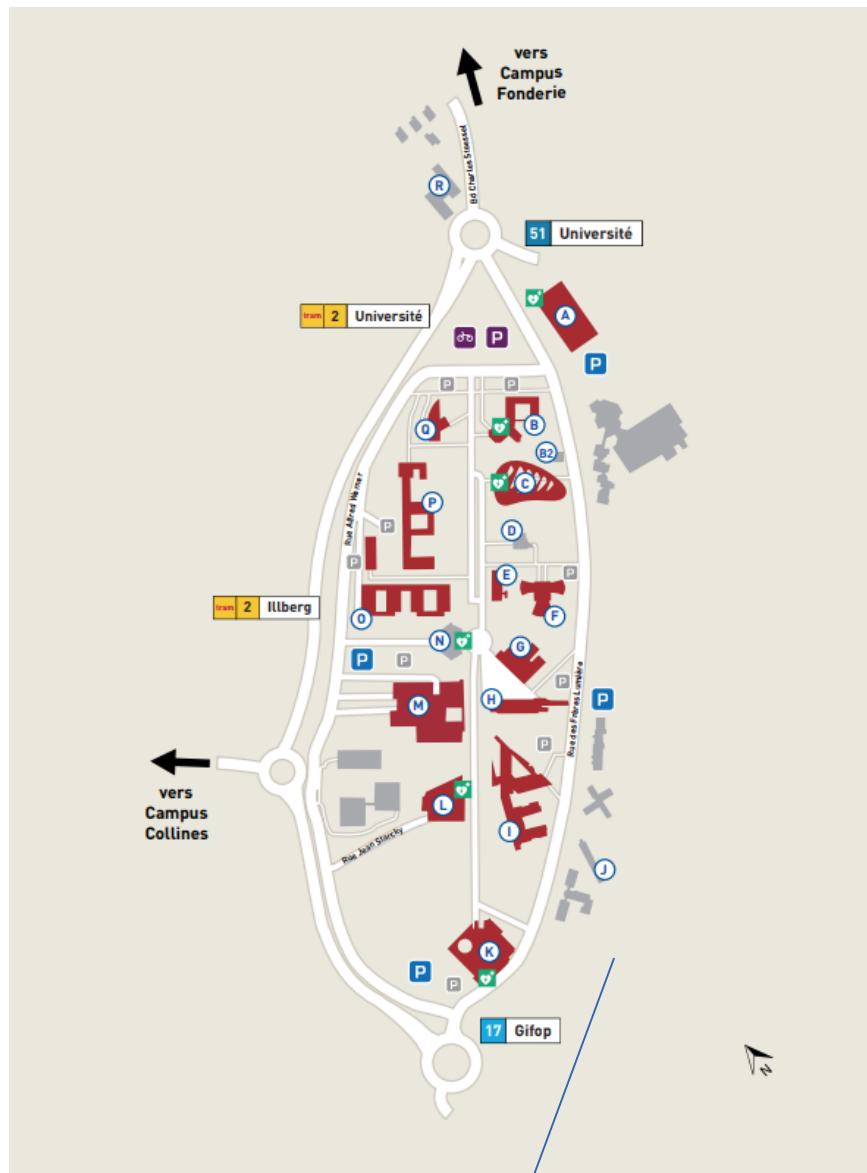 vers
Campus
Fonderie
Bd Charles Stoessel
R
51 Université
A
tram 2 Université
P
P
P
P
Q
B
B2
C
P
Rue Alfred Werner
P
D
P
E
P
F
tram 2 Illberg
O
N
G
P
P
P
M
H
P
Rue des Frères Lumière
P
vers
Campus
Collines
L
I
Rue Jean Starcky
J
K
P
P
17 Gifop
N